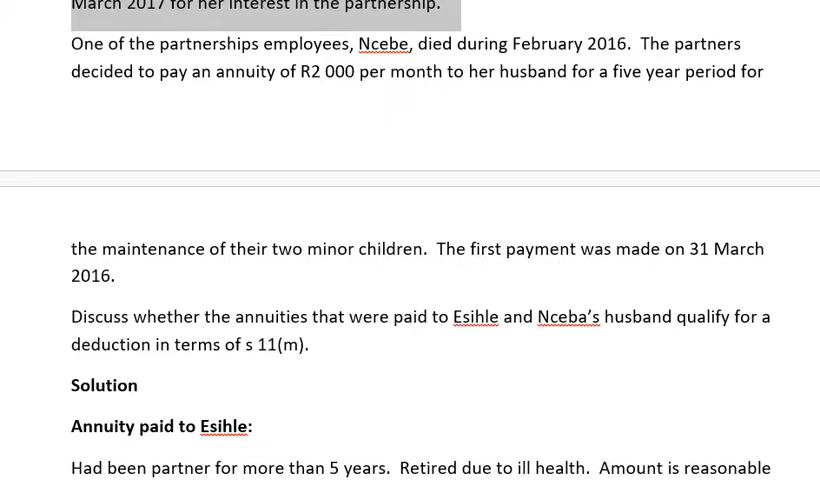 March 2017 for her interest in the partnership.
One of the partnerships employees, Ncebe, died during February 2016.  The partners
decided to pay an annuity of R2 000 per month to her husband for a five year period for
the maintenance of their two minor children.  The first payment was made on 31 March
2016.
Discuss whether the annuities that were paid to Esihle and Nceba’s husband qualify for a
deduction in terms of s 11(m).
Solution
Annuity paid to Esihle:
Had been partner for more than 5 years.  Retired due to ill health.  Amount is reasonable